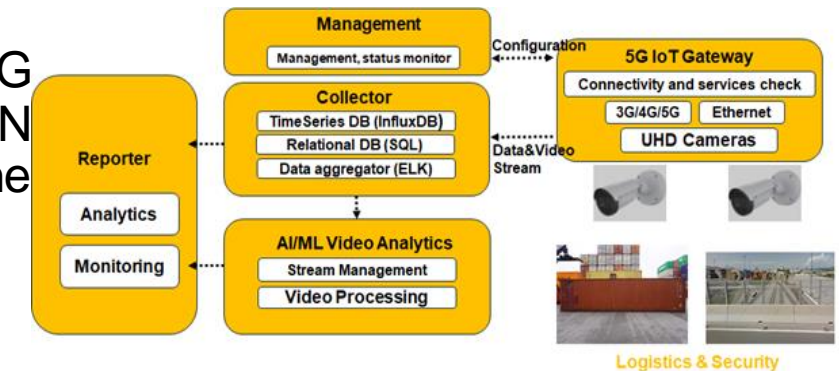 G
N
ne
Management
Management, status monitor
Configuration
5G IoT Gateway
Connectivity and services check
3G/4G/5G
Ethernet
UHD Cameras
Collector
TimeSeries DB (InfluxDB)
Relational DB (SQL)
Data aggregator (ELK)
Data&Video
Stream
Reporter
Analytics
Monitoring
AI/ML Video Analytics
Stream Management
Video Processing
Logistics & Security